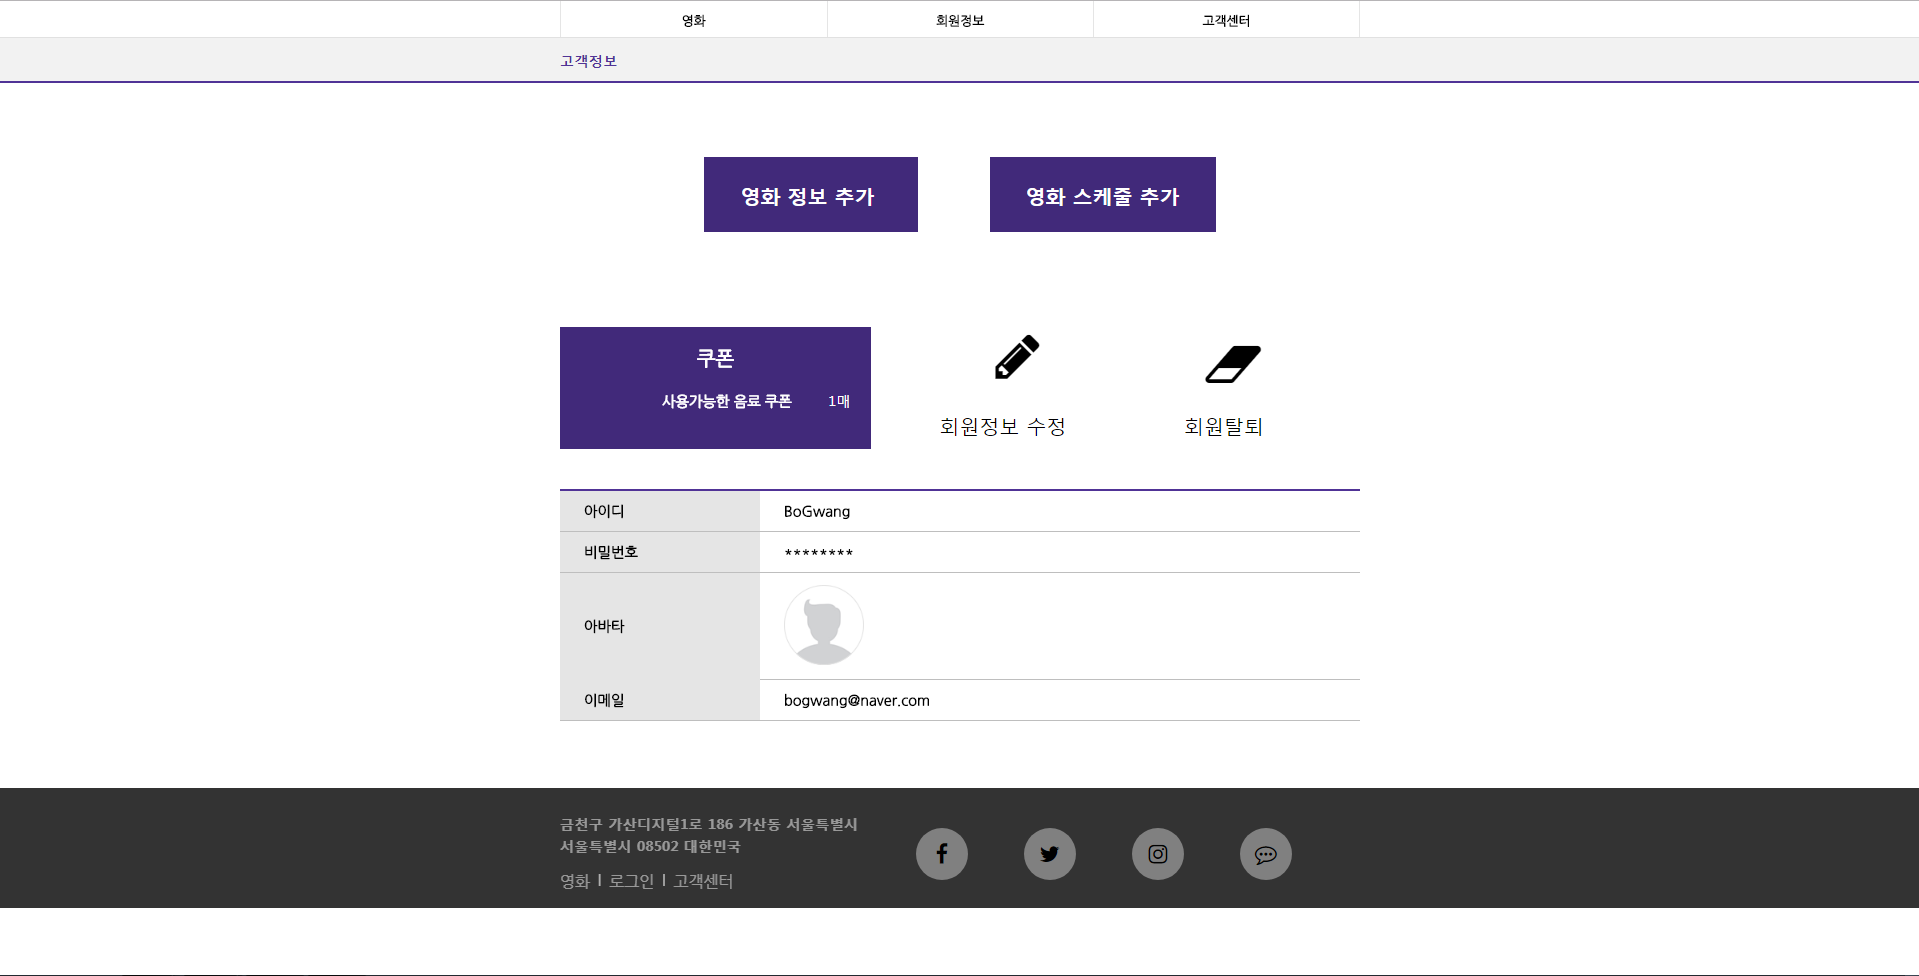 영화 회원정보 고객센터
고객정보
영화 정보 추가 영화 스케줄 추가
쿠폰
사용가능한 음료 쿠폰 1매
회원정보 수정 회원탈퇴
아이디 BoGwang
비밀번호 ********
아바타
이메일 bogwang@naver.com
금천구 가산디지털1로 186 가산동 서울특별시
서울특별시 08502 대한민국
영화 | 로그인 | 고객센터